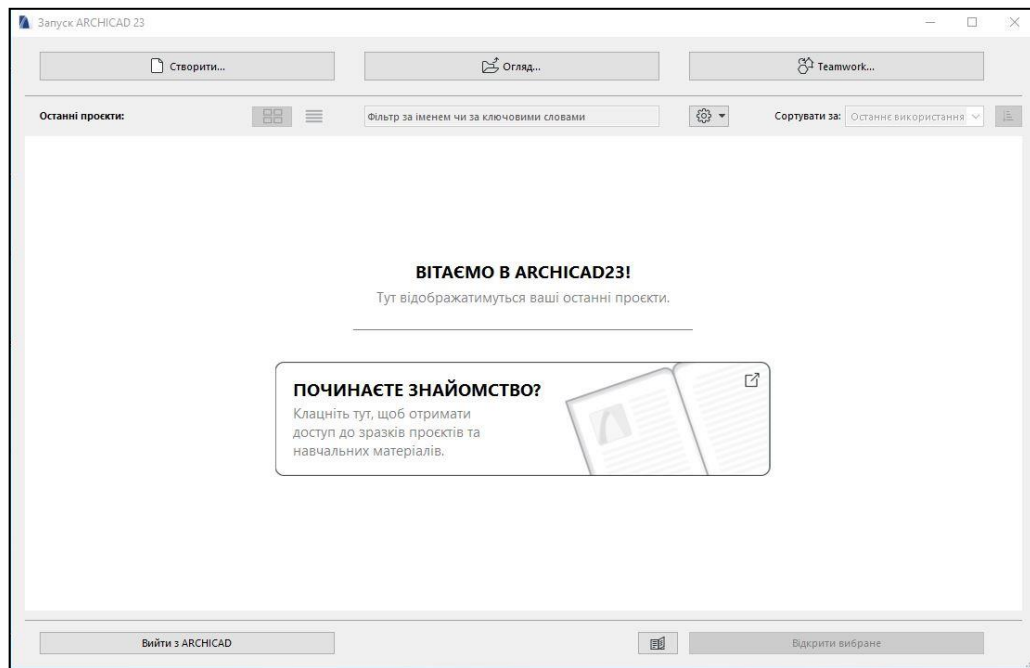 Запуск ARCHICAD 23
Створити... Огляд... Teamwork...
Останні проєкти: Фільтр за іменем чи за ключовими словами Сортувати за: Останнє використання
ВІТАЄМО В ARCHICAD23!
Тут відображатимуться ваші останні проєкти.
ПОЧИНАЄТЕ ЗНАЙОМСТВО?
Клацніть тут, щоб отримати
доступ до зразків проєктів та
навчальних матеріалів.
Вийти з ARCHICAD Відкрити вибране